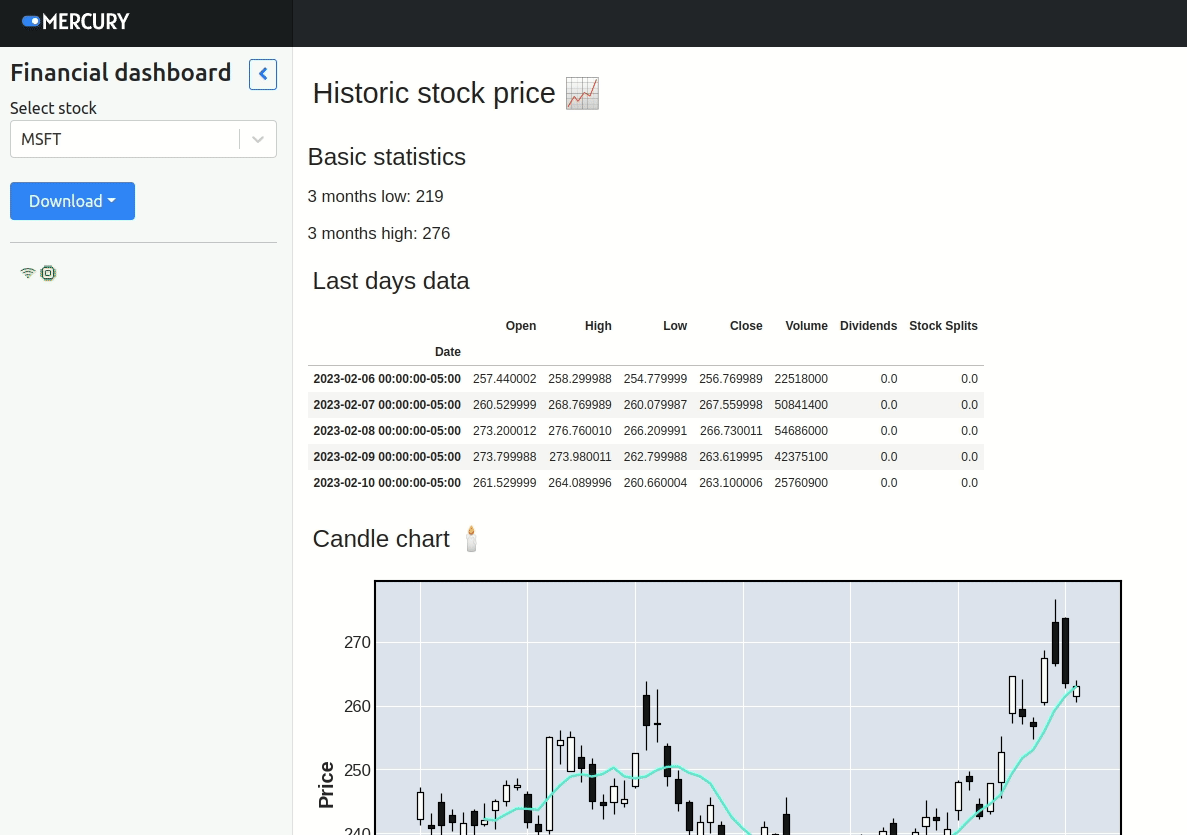 MERCURY
Financial dashboard
Select stock
MSFT
Download
Historic stock price
Basic statistics
3 months low: 219
3 months high: 276
Last days data
Open High Low Close Volume Dividends Stock Splits
Date
2023-02-06 00:00:00-05:00 257.440002 258.299988 254.779999 256.769989 22518000 0.0 0.0
2023-02-07 00:00:00-05:00 260.529999 268.769989 260.079987 267.559998 50841400 0.0 0.0
2023-02-08 00:00:00-05:00 273.200012 276.760010 266.209991 266.730011 54686000 0.0 0.0
2023-02-09 00:00:00-05:00 273.799988 273.980011 262.799988 263.619995 42375100 0.0 0.0
2023-02-10 00:00:00-05:00 261.529999 264.089996 260.660004 263.100006 25760900 0.0 0.0
Candle chart
270
260
250
240
Price